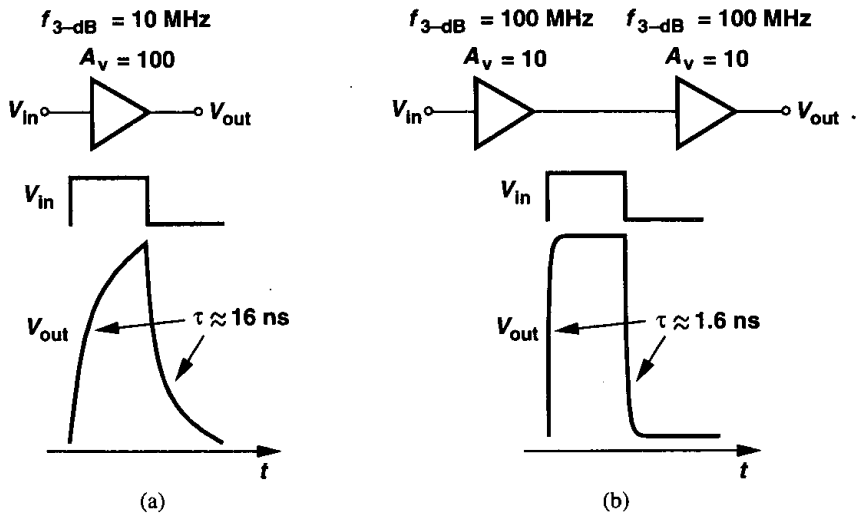 f3–dB = 10 MHz
Av = 100
Vin
Vout
Vin
Vout
τ ≈ 16 ns
t
(a)
f3–dB = 100 MHz
f3–dB = 100 MHz
Av = 10
Av = 10
Vin
Vout
Vin
Vout
τ ≈ 1.6 ns
t
(b)